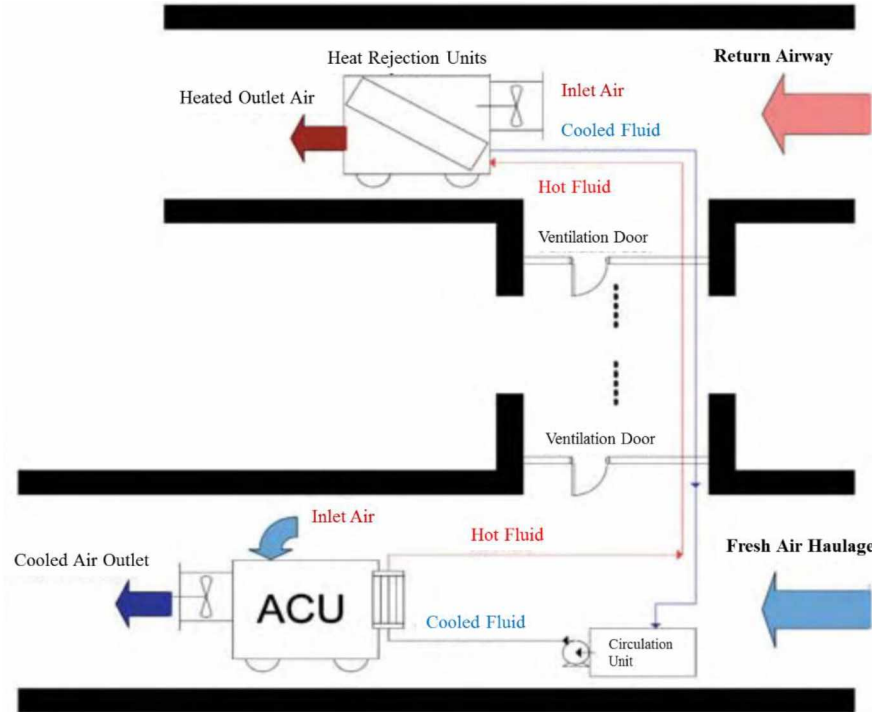 Heat Rejection Units
Return Airway
Heated Outlet Air
Inlet Air
Cooled Fluid
Hot Fluid
Ventilation Door
Ventilation Door
Inlet Air
Hot Fluid
Fresh Air Haulage
Cooled Air Outlet
ACU
Cooled Fluid
Circulation
Unit